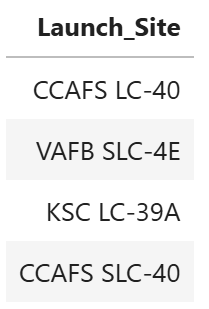 Launch_Site
CCAFS LC-40
VAFB SLC-4E
KSC LC-39A
CCAFS SLC-40